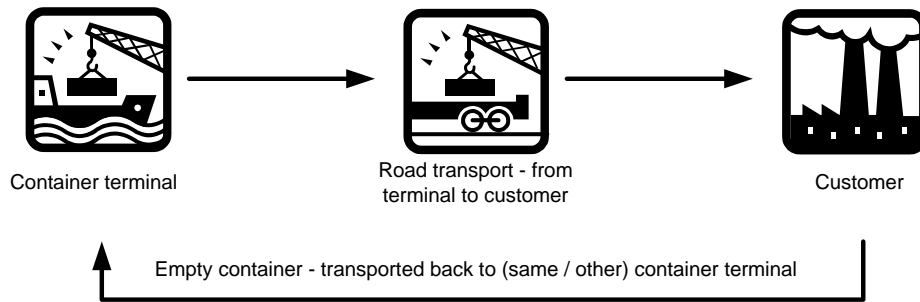 Container terminal
Road transport - from
terminal to customer
Customer
Empty container - transported back to (same / other) container terminal